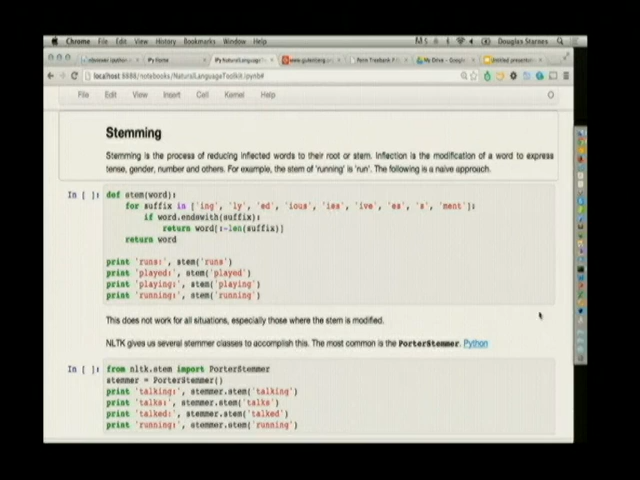 Chrome File Edit View History Bookmarks Window Help Douglas Starnes
localhost:8888/notebooks/NaturalLanguageToolkit.ipynb#
File Edit View Insert Cell Kernel Help
Stemming
Stemming is the process of reducing inflected words to their root or stem. Inflection is the modification of a word to express
tense, gender, number and others. For example, the stem of 'running' is 'run'. The following is a naive approach.
In [ ]: def stem(word):
for suffix in ['ing', 'ly', 'ed', 'ious', 'ies', 'ive', 'es', 's', 'ment']:
if word.endswith(suffix):
return word[:-len(suffix)]
return word
print 'runs:', stem('runs')
print 'played:', stem('played')
print 'playing:', stem('playing')
print 'running:', stem('running')
This does not work for all situations, especially those where the stem is modified.
NLTK gives us several stemmer classes to accomplish this. The most common is the PorterStemmer. Python
In [ ]: from nltk.stem import PorterStemmer
stemmer = PorterStemmer()
print 'talking:', stemmer.stem('talking')
print 'talks:', stemmer.stem('talks')
print 'talked:', stemmer.stem('talked')
print 'running:', stemmer.stem('running')